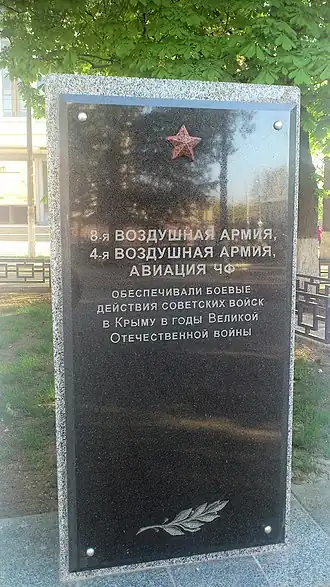 8-я ВОЗДУШНАЯ АРМИЯ,
4-я ВОЗДУШНАЯ АРМИЯ,
АВИАЦИЯ ЧФ
ОБЕСПЕЧИВАЛИ БОЕВЫЕ
ДЕЙСТВИЯ СОВЕТСКИХ ВОЙСК
В КРЫМУ В ГОДЫ ВЕЛИКОЙ
ОТЕЧЕСТВЕННОЙ ВОЙНЫ